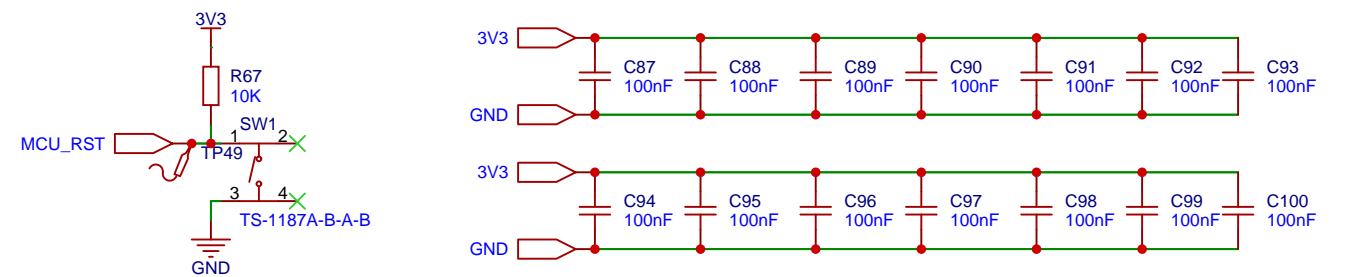 3V3
R67
10K
SW1
MCU_RST
1
2
TP49
3
4
TS-1187A-B-A-B
GND
3V3
C87
100nF
C88
100nF
C89
100nF
C90
100nF
C91
100nF
C92
100nF
C93
100nF
GND
3V3
C94
100nF
C95
100nF
C96
100nF
C97
100nF
C98
100nF
C99
100nF
C100
100nF
GND